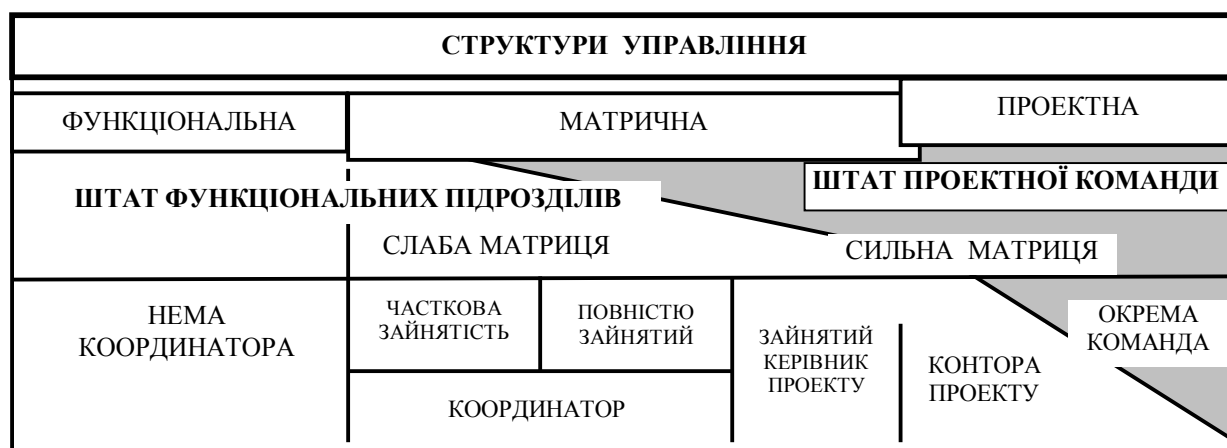 СТРУКТУРИ УПРАВЛІННЯ
ФУНКЦІОНАЛЬНА
МАТРИЧНА
ПРОЕКТНА
ШТАТ ФУНКЦІОНАЛЬНИХ ПІДРОЗДІЛІВ
ШТАТ ПРОЕКТНОЇ КОМАНДИ
СЛАБА МАТРИЦЯ
СИЛЬНА МАТРИЦЯ
НЕМА
КООРДИНАТОРА
ЧАСТКОВА
ЗАЙНЯТІСТЬ
ПОВНІСТЮ
ЗАЙНЯТИЙ
КООРДИНАТОР
ЗАЙНЯТИЙ
КЕРІВНИК
ПРОЕКТУ
КОНТОРА
ПРОЕКТУ
ОКРЕМА
КОМАНДА